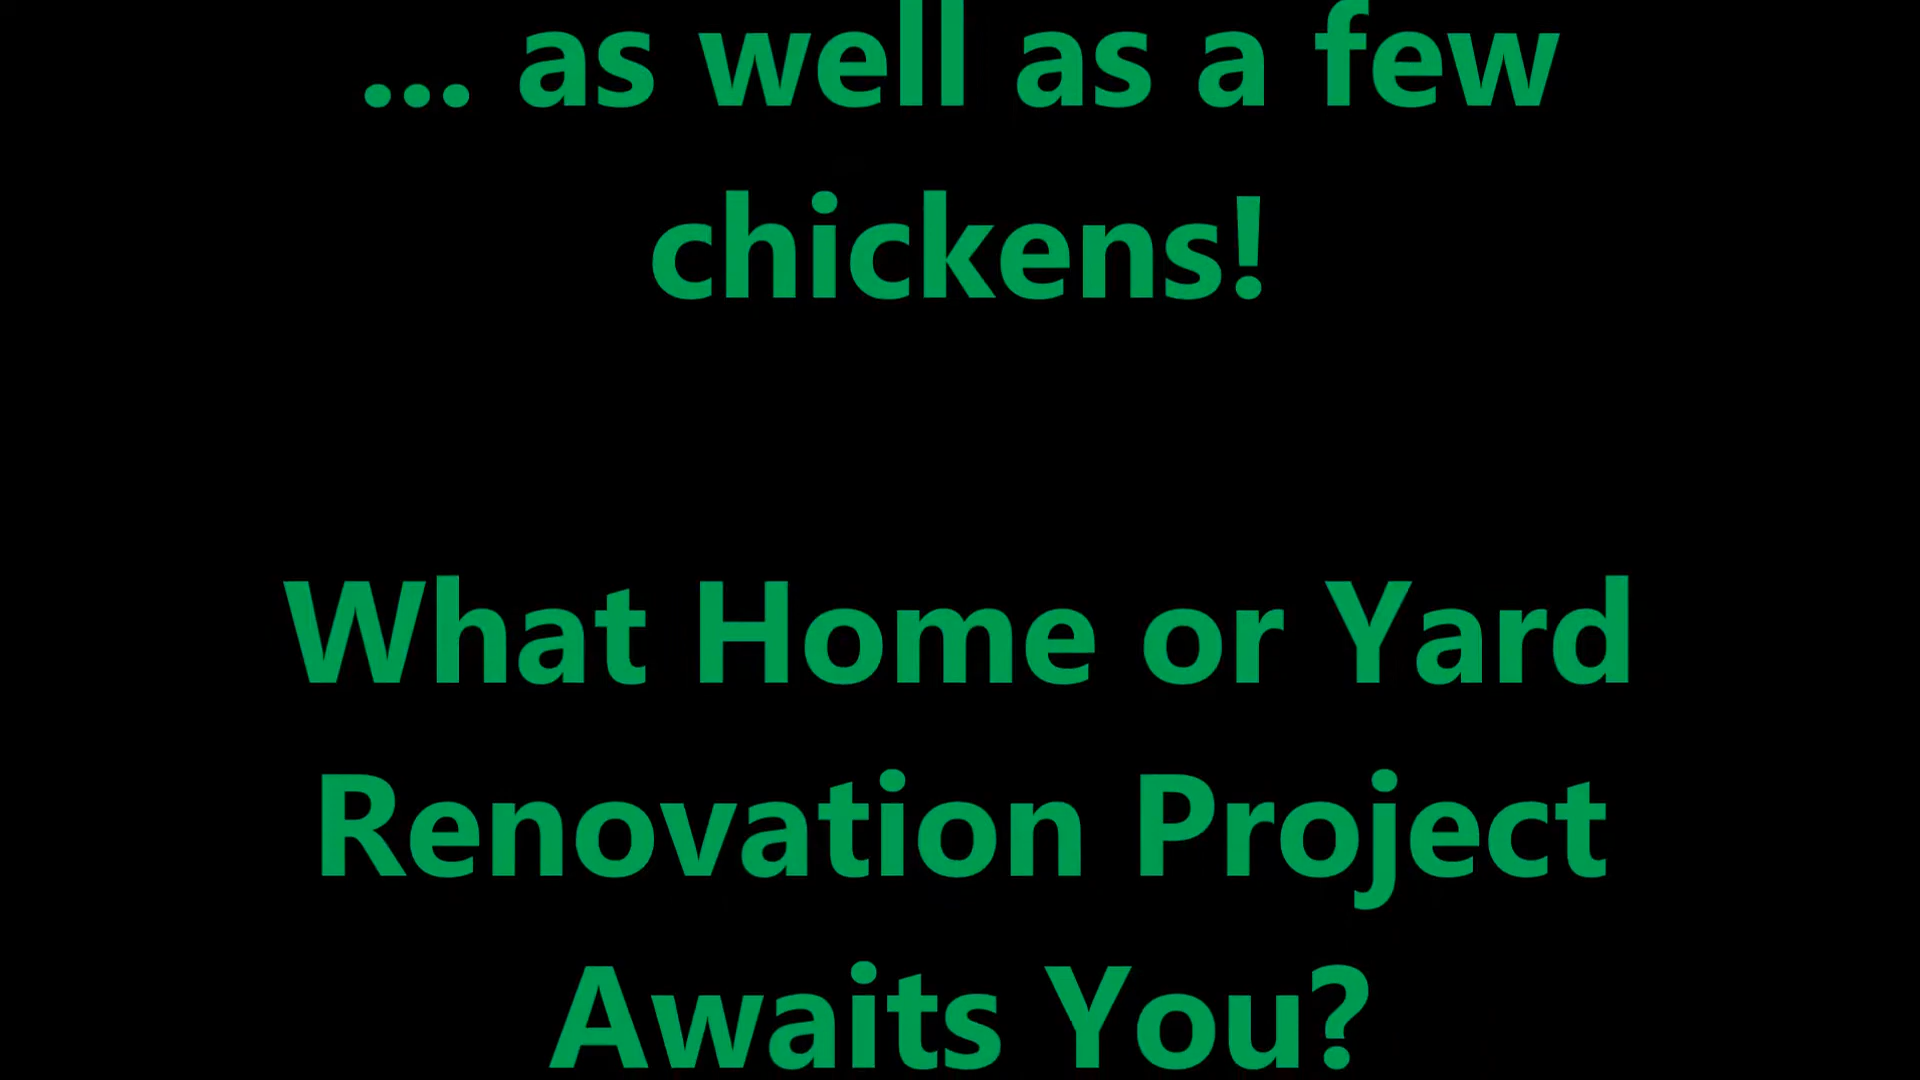 ... as well as a few
chickens!
What Home or Yard
Renovation Project
Awaits You?